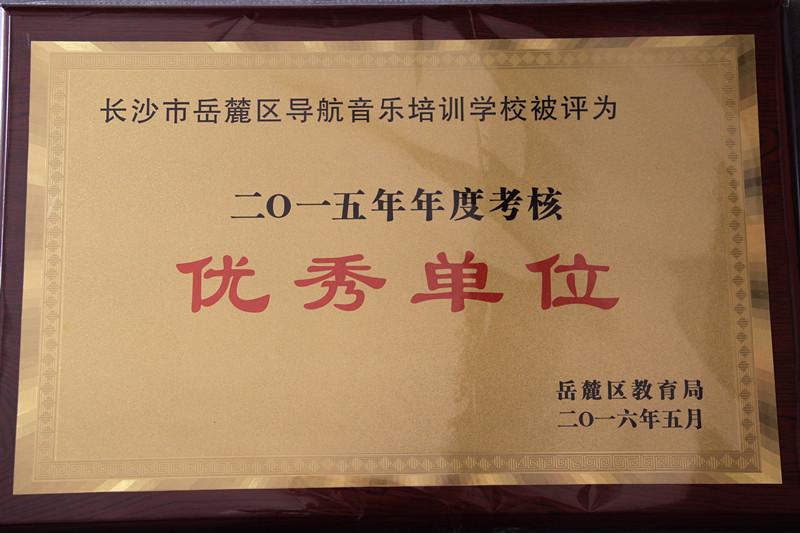 长沙市岳麓区导航音乐培训学校被评为
二O一五年年度考核
优秀单位
岳麓区教育局
二O一六年五月